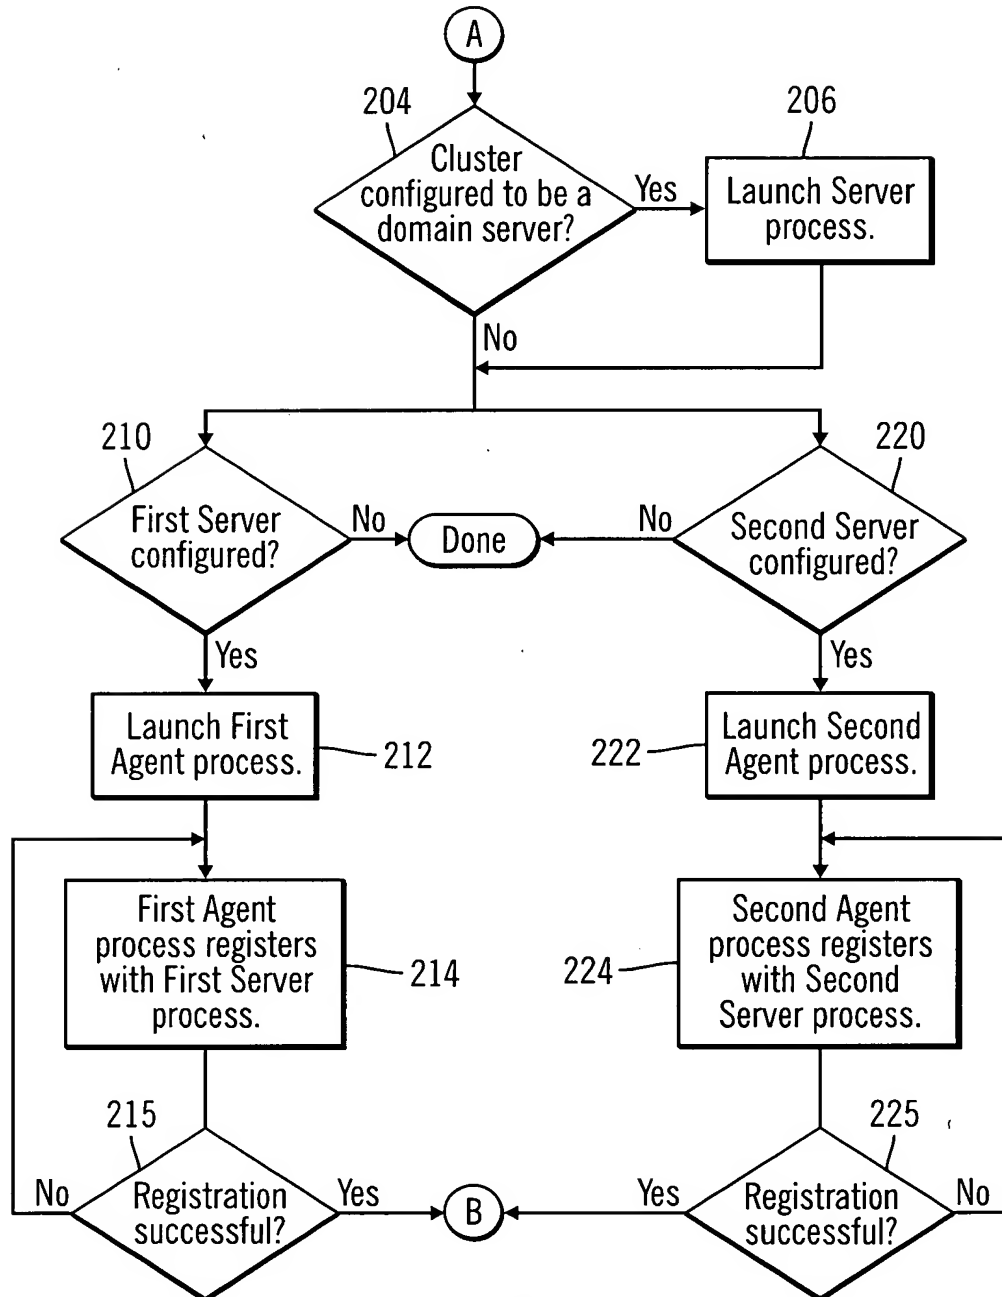 A
204
Cluster
configured to be a
domain server?
Yes
206
Launch Server
process.
No
210
First Server
configured?
No
Done
No
220
Second Server
configured?
Yes
Yes
Launch First
Agent process.
212
222
Launch Second
Agent process.
First Agent
process registers
with First Server
process.
214
224
Second Agent
process registers
with Second
Server process.
215
No
Registration
successful?
Yes
B
Yes
225
Registration
successful?
No